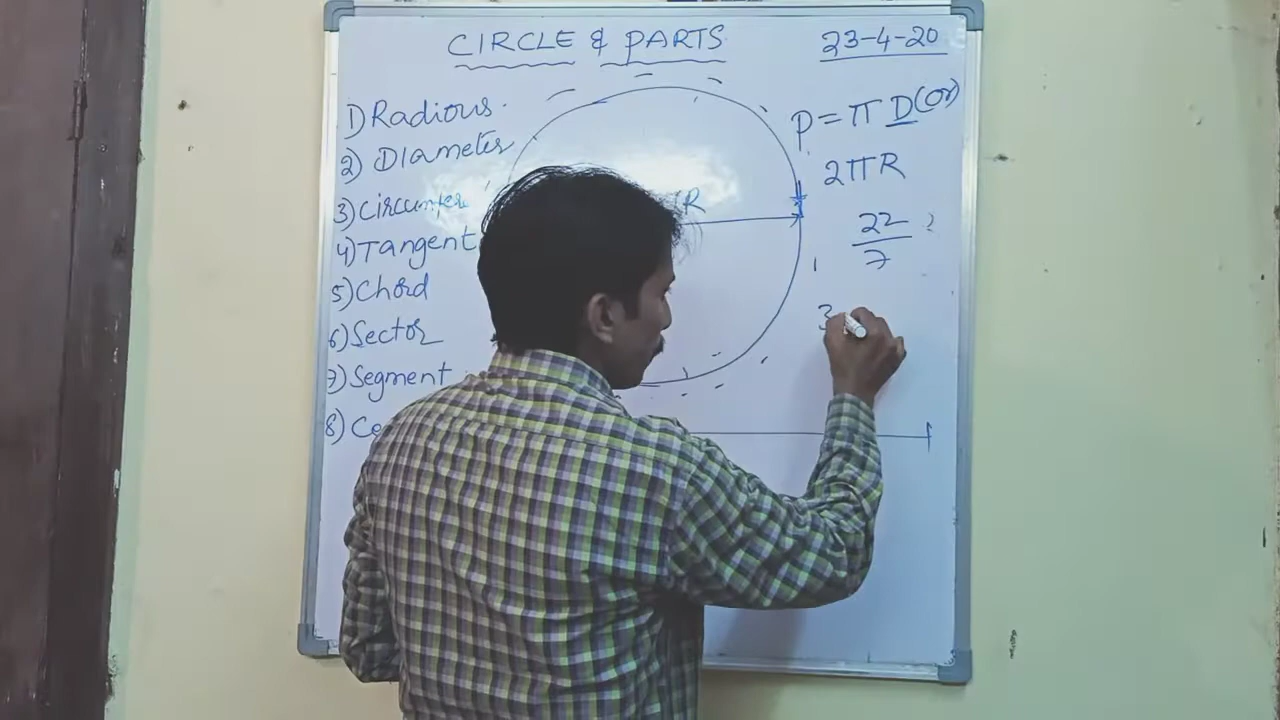 CIRCLE & PARTS
23-4-20
1) Radious
2) Diameter
3) Circumfer
4) Tangent
5) Chord
6) Sector
7) Segment
8) Ce
R
P = π D (or)
2πR
22
7
3